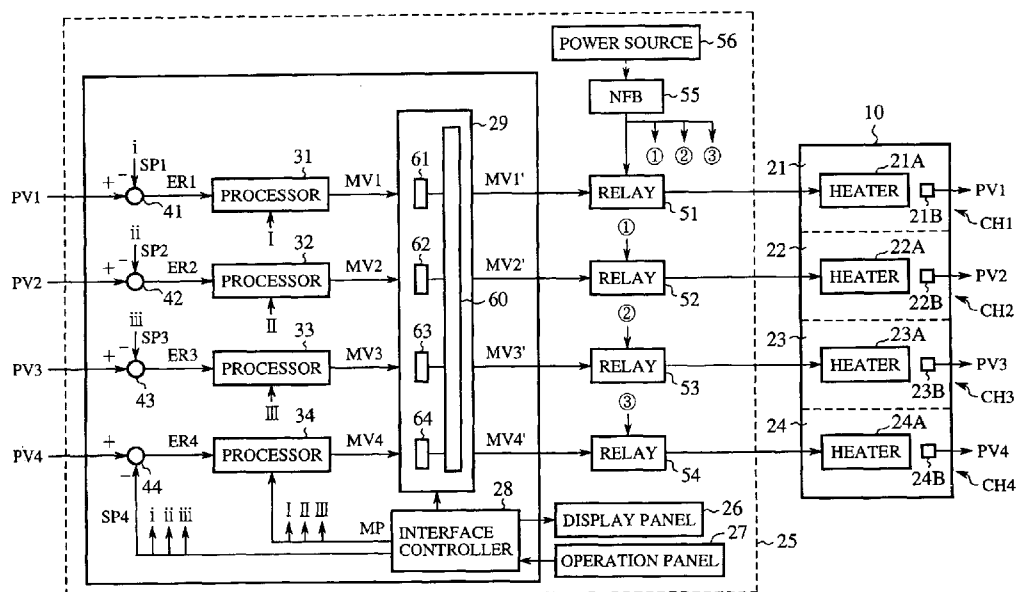 POWER SOURCE 56
NFB 55
29
10
① ② ③
i
SP1
31
61
21
21A
+ −
PV1 ER1 PROCESSOR MV1 MV1' RELAY HEATER PV1
41
I
51
21B
CH1
ii
SP2
32
62
①
22
22A
+ −
PV2 ER2 PROCESSOR MV2 MV2' RELAY HEATER PV2
42
II
60
52
22B
CH2
iii
SP3
33
63
②
23
23A
+ −
PV3 ER3 PROCESSOR MV3 MV3' RELAY HEATER PV3
43
III
53
23B
CH3
34
64
③
24
24A
+
PV4 ER4 PROCESSOR MV4 MV4' RELAY HEATER PV4
−
44
54
24B
CH4
SP4
i ii iii
I II III
MP
28
INTERFACE
CONTROLLER
DISPLAY PANEL 26
OPERATION PANEL 27
25